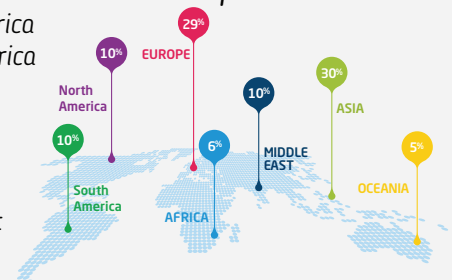 rica
rica
29%
EUROPE
10%
North
America
30%
ASIA
10%
MIDDLE
EAST
10%
South
America
6%
AFRICA
5%
OCEANIA